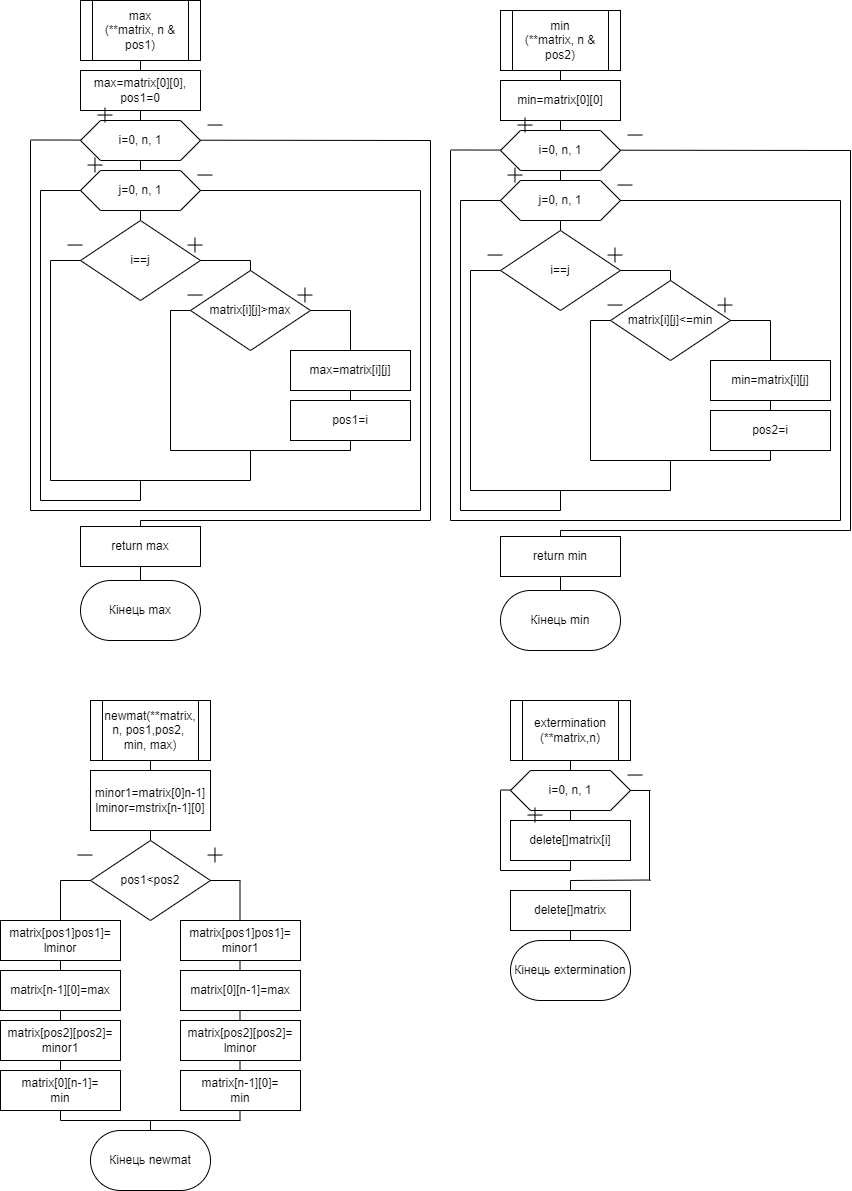 max
(**matrix, n &
pos1)
max=matrix[0][0],
pos1=0
+
−
i=0, n, 1
+
−
j=0, n, 1
−
+
i==j
−
+
matrix[i][j]>max
max=matrix[i][j]
pos1=i
return max
Кінець max
min
(**matrix, n &
pos2)
min=matrix[0][0]
+
−
i=0, n, 1
+
−
j=0, n, 1
−
+
i==j
−
+
matrix[i][j]<=min
min=matrix[i][j]
pos2=i
return min
Кінець min
newmat(**matrix,
n, pos1,pos2,
min, max)
minor1=matrix[0]n-1]
lminor=mstrix[n-1][0]
−
+
pos1<pos2
matrix[pos1]pos1]=
lminor
matrix[n-1][0]=max
matrix[pos2][pos2]=
minor1
matrix[0][n-1]=
min
matrix[pos1]pos1]=
minor1
matrix[0][n-1]=max
matrix[pos2][pos2]=
lminor
matrix[n-1][0]=
min
Кінець newmat
extermination
(**matrix,n)
−
i=0, n, 1
+
delete[]matrix[i]
delete[]matrix
Кінець extermination